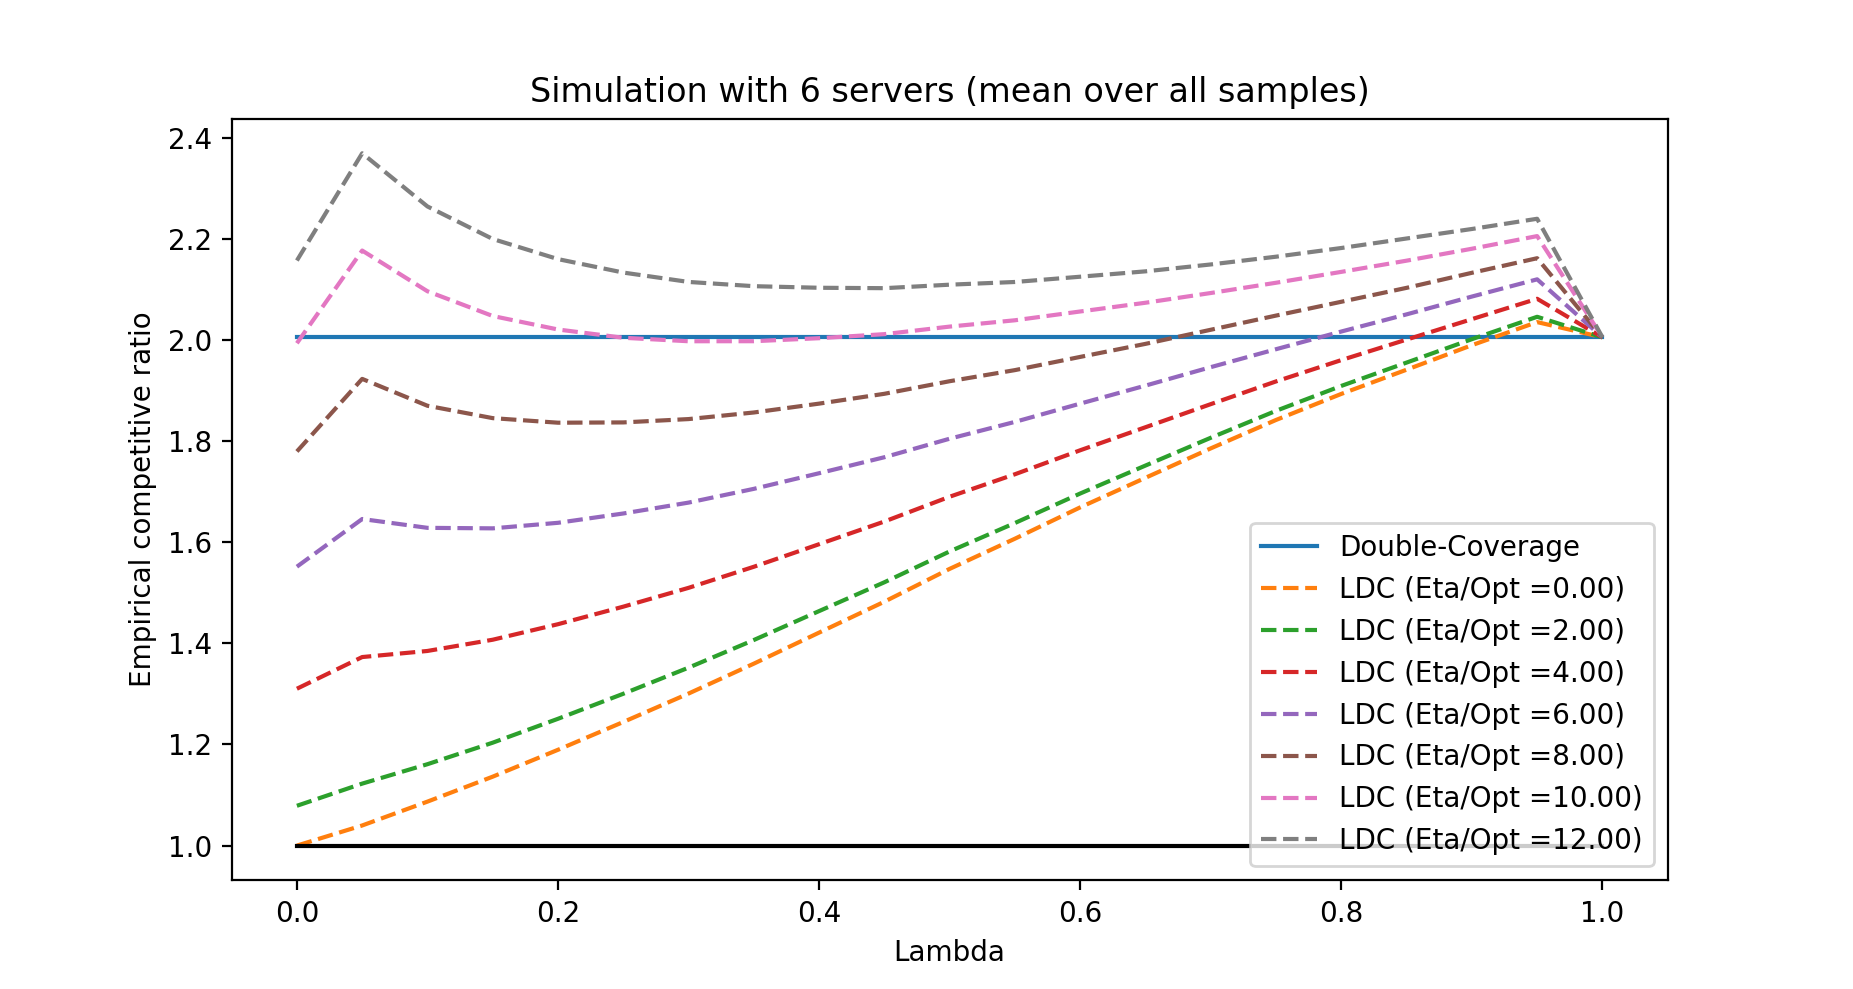 Simulation with 6 servers (mean over all samples)
2.4
2.2
2.0
1.8
1.6
1.4
1.2
1.0
Empirical competitive ratio
Double-Coverage
LDC (Eta/Opt =0.00)
LDC (Eta/Opt =2.00)
LDC (Eta/Opt =4.00)
LDC (Eta/Opt =6.00)
LDC (Eta/Opt =8.00)
LDC (Eta/Opt =10.00)
LDC (Eta/Opt =12.00)
0.0 0.2 0.4 0.6 0.8 1.0
Lambda